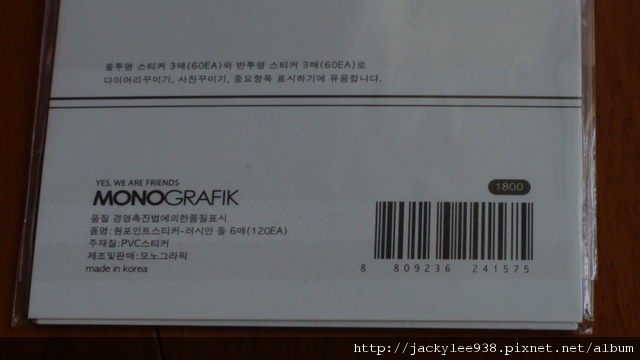 불투명 스티커 3매(60EA)와 반투명 스티커 3매(60EA)로
다이어리꾸미기, 사진꾸미기, 중요항목 표시하기에 유용합니다.
YES, WE ARE FRIENDS
MONOGRAFIK
1800
품질 경영촉진법에의한품질표시
품명:원포인트스티커-러시안 돌 6매(120EA)
주재질:PVC스티커
제조및판매:모노그라픽
made in korea
8 809236 241575
http://jackylee938.pixnet.net/album